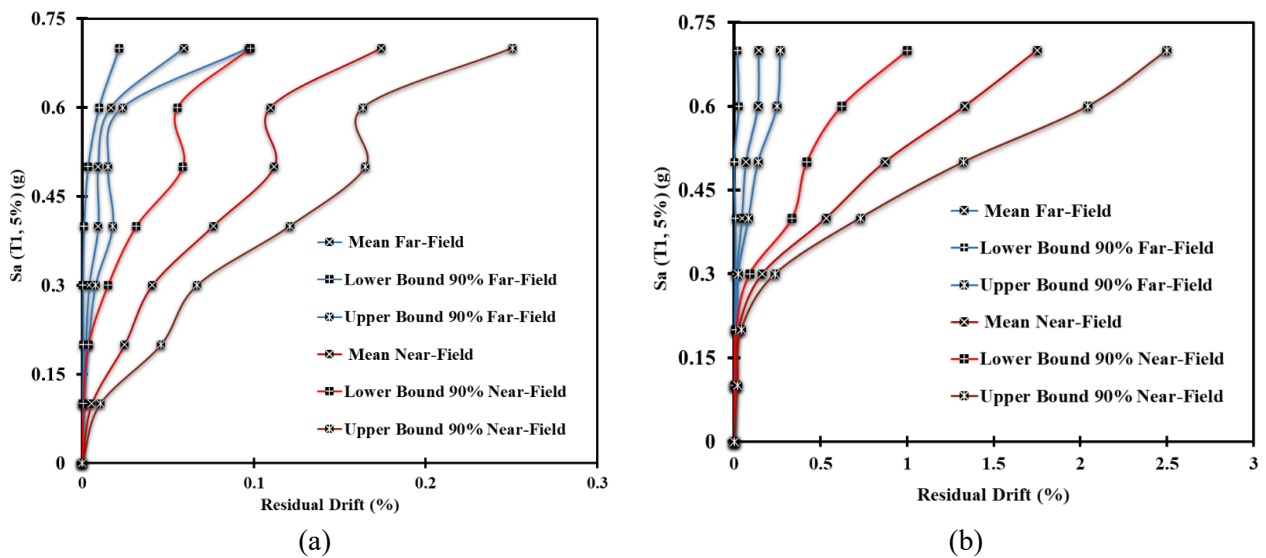 0.75
0.6
0.45
0.3
0.15
0
Sa (T1, 5%) (g)
Mean Far-Field
Lower Bound 90% Far-Field
Upper Bound 90% Far-Field
Mean Near-Field
Lower Bound 90% Near-Field
Upper Bound 90% Near-Field
0 0.1 0.2 0.3
Residual Drift (%)
(a)
0.75
0.6
0.45
0.3
0.15
0
Sa (T1, 5%) (g)
Mean Far-Field
Lower Bound 90% Far-Field
Upper Bound 90% Far-Field
Mean Near-Field
Lower Bound 90% Near-Field
Upper Bound 90% Near-Field
0 0.5 1 1.5 2 2.5 3
Residual Drift (%)
(b)